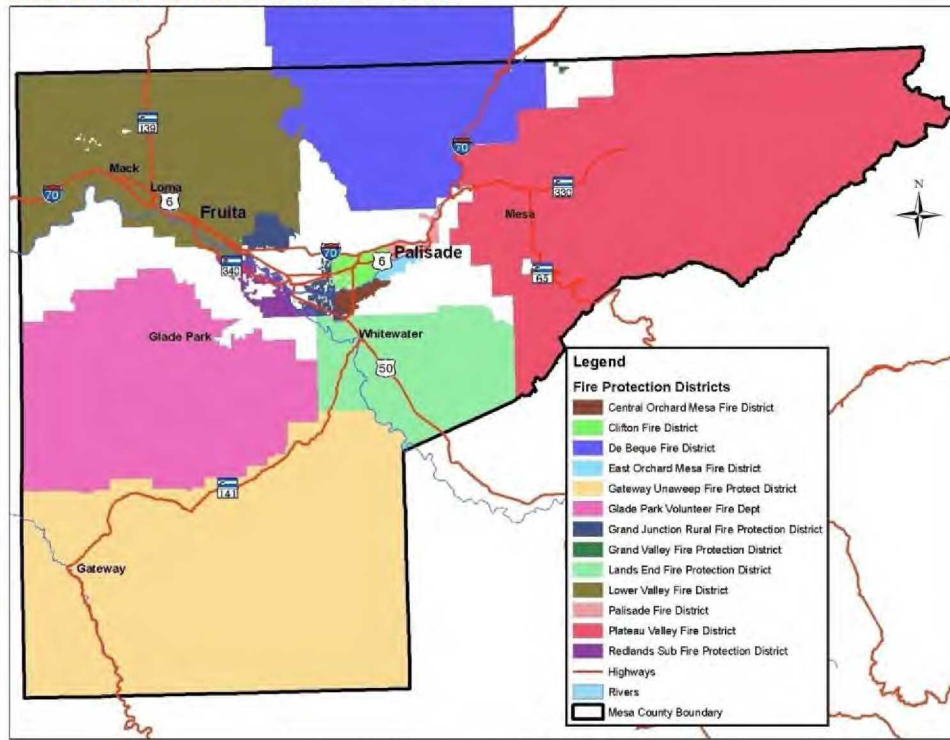 139
70
Mack
Loma
6
70
Fruita
330
Mesa
N
70
6
Palisade
340
65
Glade Park
Whitewater
50
141
Gateway
Legend
Fire Protection Districts
Central Orchard Mesa Fire District
Clifton Fire District
De Beque Fire District
East Orchard Mesa Fire District
Gateway Unaweep Fire Protect District
Glade Park Volunteer Fire Dept
Grand Junction Rural Fire Protection District
Grand Valley Fire Protection District
Lands End Fire Protection District
Lower Valley Fire District
Palisade Fire District
Plateau Valley Fire District
Redlands Sub Fire Protection District
Highways
Rivers
Mesa County Boundary